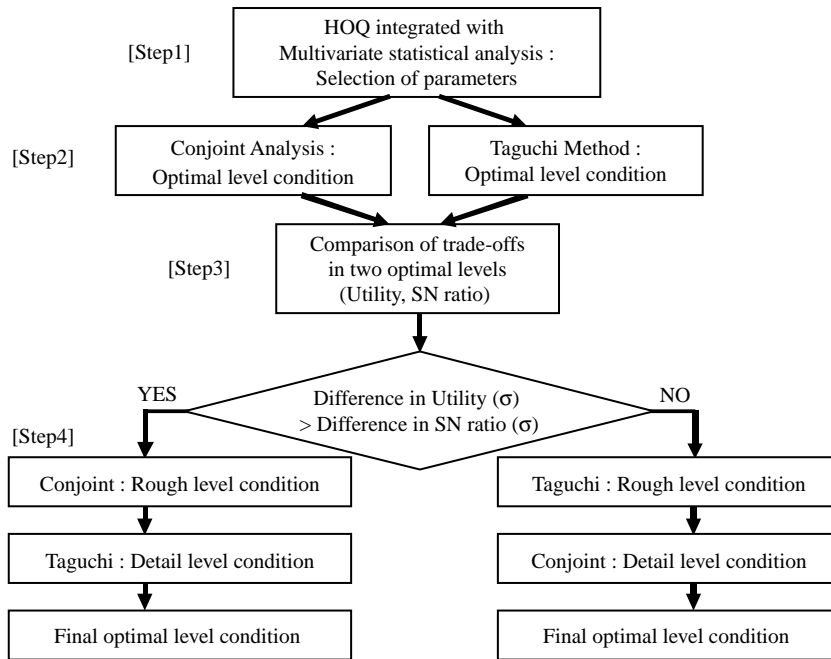 HOQ integrated with
[Step1]
Multivariate statistical analysis :
Selection of parameters
[Step2]
Conjoint Analysis :
Optimal level condition
Taguchi Method :
Optimal level condition
[Step3]
Comparison of trade-offs
in two optimal levels
(Utility, SN ratio)
YES
NO
Difference in Utility (σ)
> Difference in SN ratio (σ)
[Step4]
Conjoint : Rough level condition
Taguchi : Detail level condition
Final optimal level condition
Taguchi : Rough level condition
Conjoint : Detail level condition
Final optimal level condition